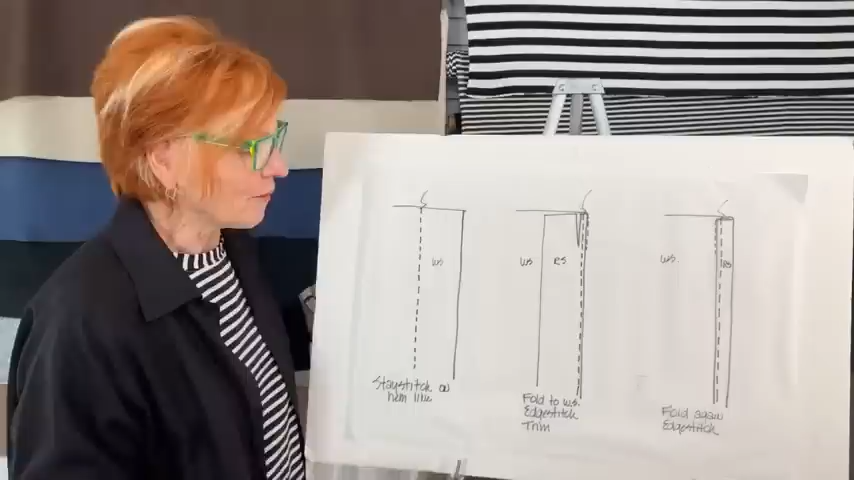 WS
Staystitch on
hem line
WS
RS
Fold to ws.
Edgestitch
Trim
WS.
RS
Fold again
Edgestitch